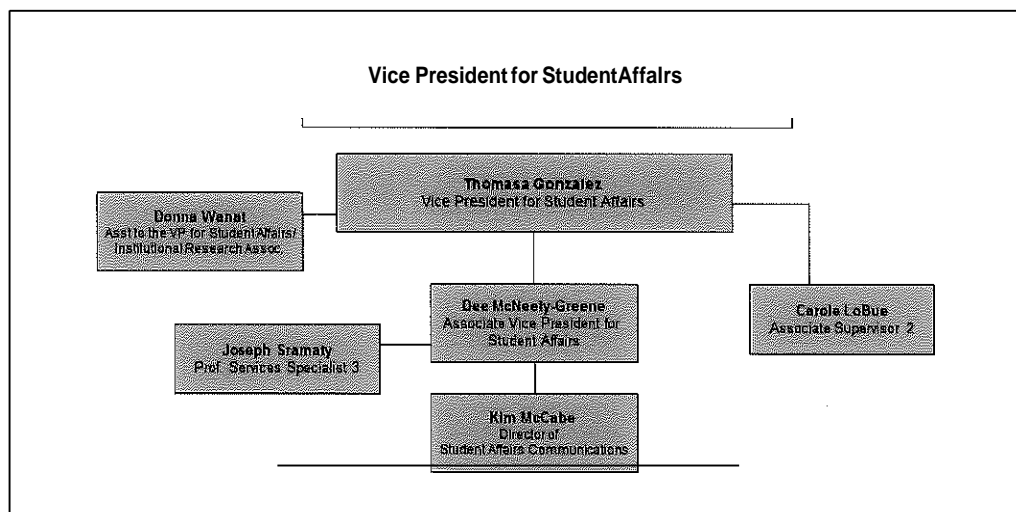 Vice President for StudentAffalrs
Thomasa Gonzalez
Vice President for Student Affairs
Donna Wanat
Asst to the VP for Student Affairs/
Institutional Research Assoc.
Dee McNeely-Greene
Associate Vice President for
Student Affairs
Carole LoBue
Associate Supervisor 2
Joseph Sramaty
Prof. Services Specialist 3
Kim McCabe
Director of
Student Affairs Communications